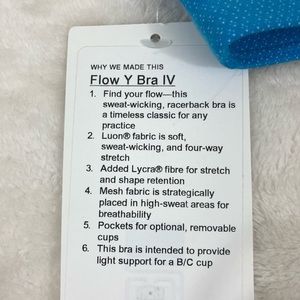 WHY WE MADE THIS
Flow Y Bra IV
1. Find your flow—this
sweat-wicking, racerback bra is
a timeless classic for any
practice
2. Luon® fabric is soft,
sweat-wicking, and four-way
stretch
3. Added Lycra® fibre for stretch
and shape retention
4. Mesh fabric is strategically
placed in high-sweat areas for
breathability
5. Pockets for optional, removable
cups
6. This bra is intended to provide
light support for a B/C cup